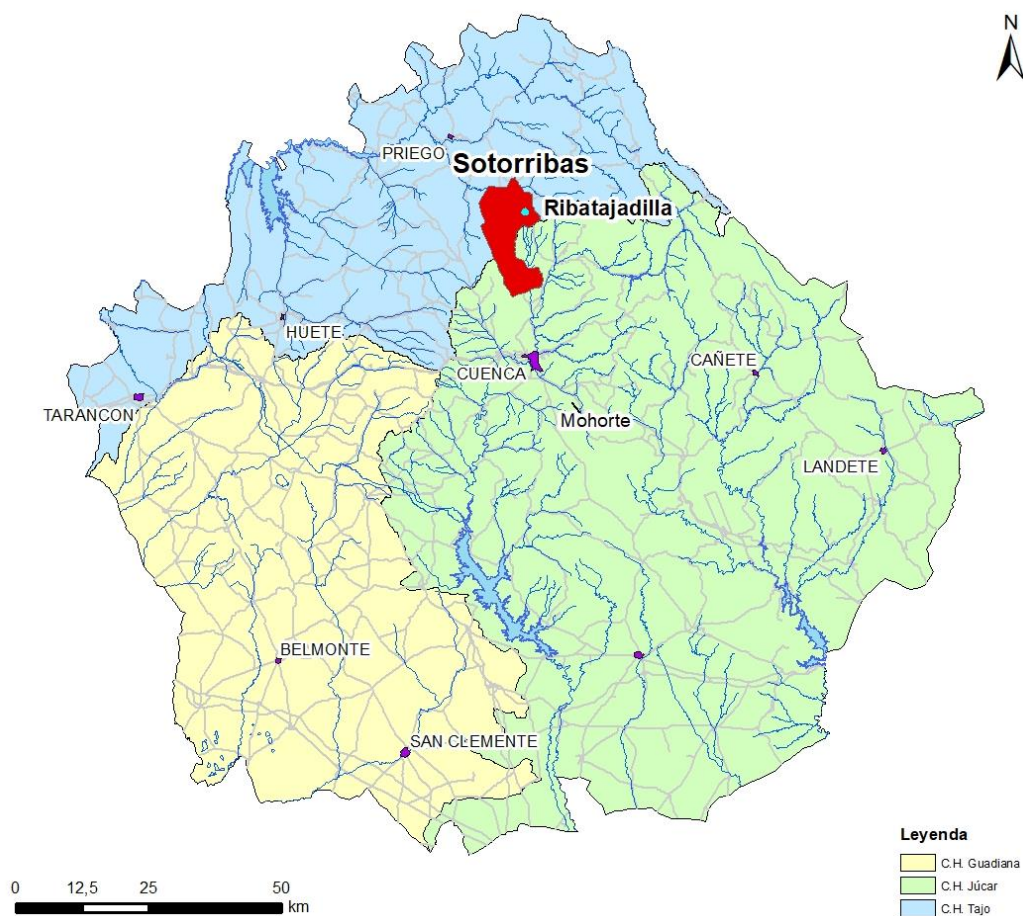 N
PRIEGO
Sotorribas
Ribatajadilla
HUETE
CUENCA
CAÑETE
TARANCON
Mohorte
LANDETE
BELMONTE
SAN CLEMENTE
Leyenda
C.H. Guadiana
C.H. Júcar
C.H. Tajo
0 12,5 25 50
km